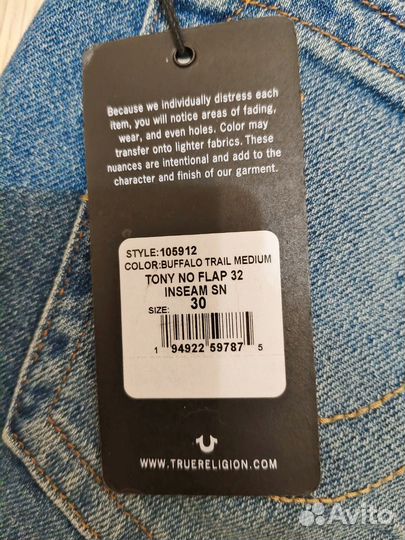 Because we individually distress each
item, you will notice areas of fading,
wear, and even holes. Color may
transfer onto lighter fabrics. These
nuances are intentional and add to the
character and finish of our garment.
STYLE:105912
COLOR:BUFFALO TRAIL MEDIUM
TONY NO FLAP 32
INSEAM SN
SIZE: 30
1 94922 59787 5
WWW.TRUERELIGION.COM
Avito